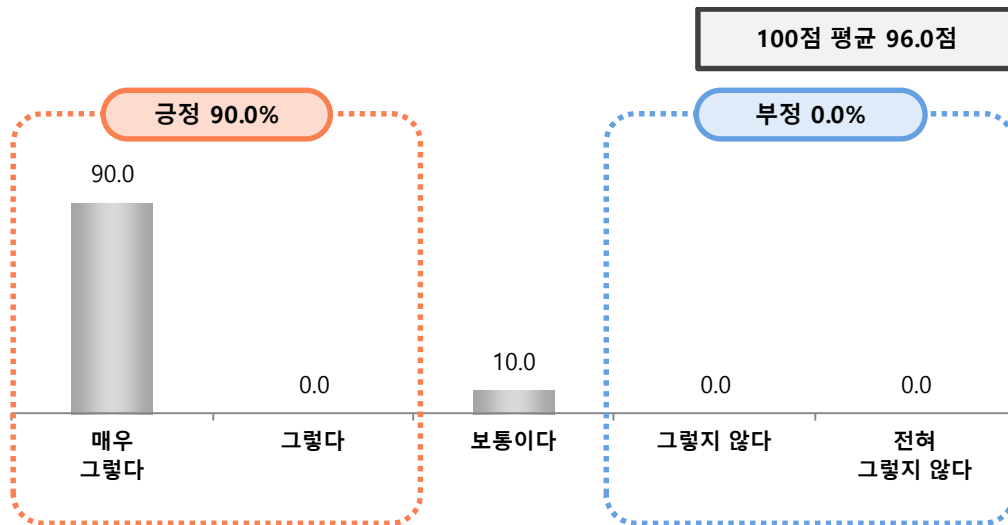 100점 평균 96.0점
긍정 90.0%
부정 0.0%
90.0
0.0
10.0
0.0
0.0
매우
그렇다
그렇다
보통이다
그렇지 않다
전혀
그렇지 않다